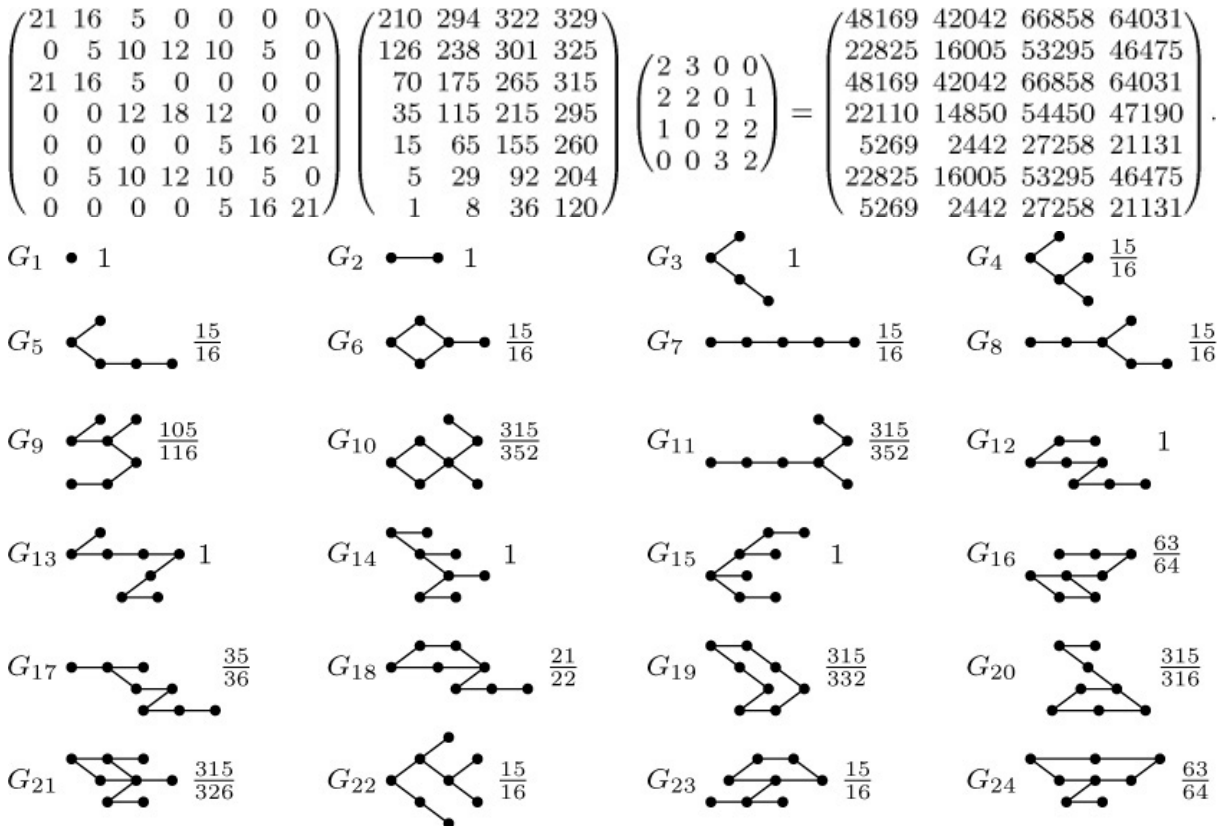 21 16 5 0 0 0 0 210 294 322 329 48169 42042 66858 64031
0 5 10 12 10 5 0 126 238 301 325 2 3 0 0 22825 16005 53295 46475
21 16 5 0 0 0 0 70 175 265 315 2 2 0 1 48169 42042 66858 64031
0 0 12 18 12 0 0 35 115 215 295 = 22110 14850 54450 47190 .
0 0 0 0 5 16 21 15 65 155 260 1 0 2 2 5269 2442 27258 21131
0 5 10 12 10 5 0 5 29 92 204 0 0 3 2 22825 16005 53295 46475
0 0 0 0 5 16 21 1 8 36 120 5269 2442 27258 21131
G1 1 G2 1 G3 1 G4 15/16
G5 15/16 G6 15/16 G7 15/16 G8 15/16
G9 105/116 G10 315/352 G11 315/352 G12 1
G13 1 G14 1 G15 1 G16 63/64
G17 35/36 G18 21/22 G19 315/332 G20 315/316
G21 315/326 G22 15/16 G23 15/16 G24 63/64